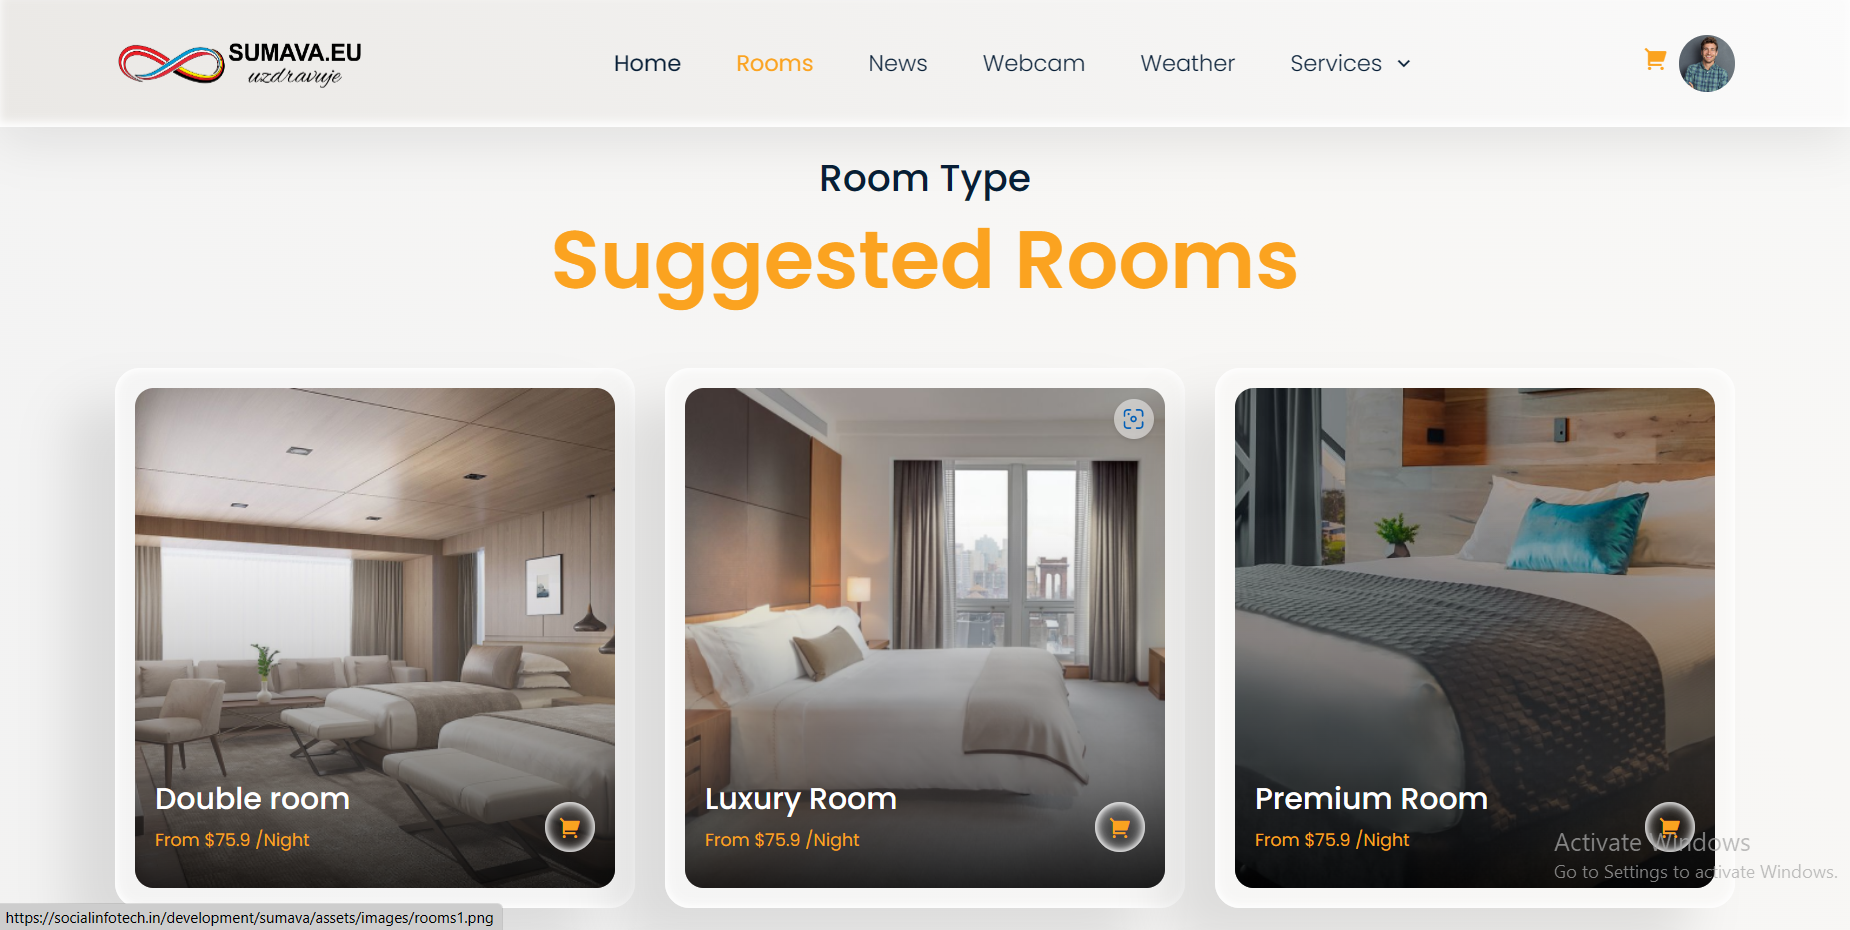 SUMAVA.EU
uzdravuje
Home Rooms News Webcam Weather Services
Room Type
Suggested Rooms
Double room
From $75.9 /Night
Luxury Room
From $75.9 /Night
Premium Room
From $75.9 /Night
Activate Windows
Go to Settings to activate Windows.
https://socialinfotech.in/development/sumava/assets/images/rooms1.png